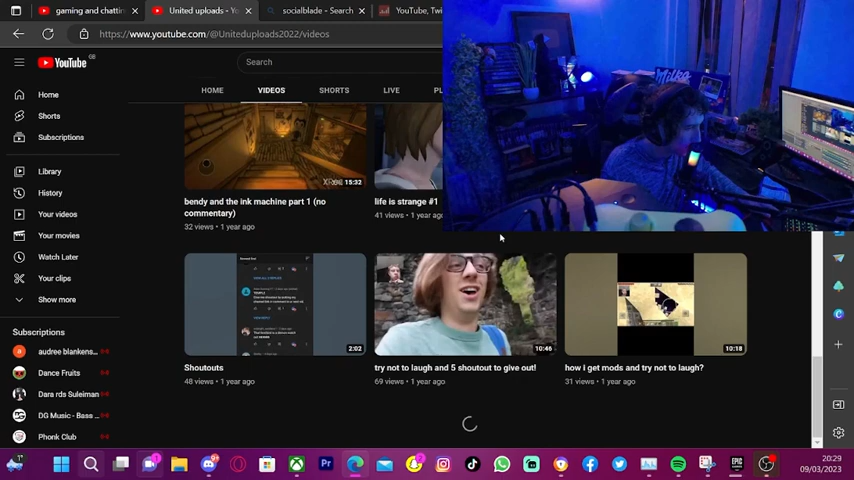 gaming and chattin
United uploads - Yo
socialblade - Search
YouTube, Twi
https://www.youtube.com/@Uniteduploads2022/videos
YouTube GB
Search
HOME VIDEOS SHORTS LIVE PL
Home
Shorts
Subscriptions
Library
History
Your videos
Your movies
Watch Later
Your clips
Show more
Subscriptions
audree blankens...
Dance Fruits
Dara rds Suleiman
DG Music - Bass ...
Phonk Club
15:32
bendy and the ink machine part 1 (no
commentary)
32 views • 1 year ago
life is strange #1
41 views • 1
Milka
2:02
Shoutouts
48 views • 1 year ago
10:46
try not to laugh and 5 shoutout to give out!
69 views • 1 year ago
10:18
how i get mods and try not to laugh?
31 views • 1 year ago
20:29
09/03/2023